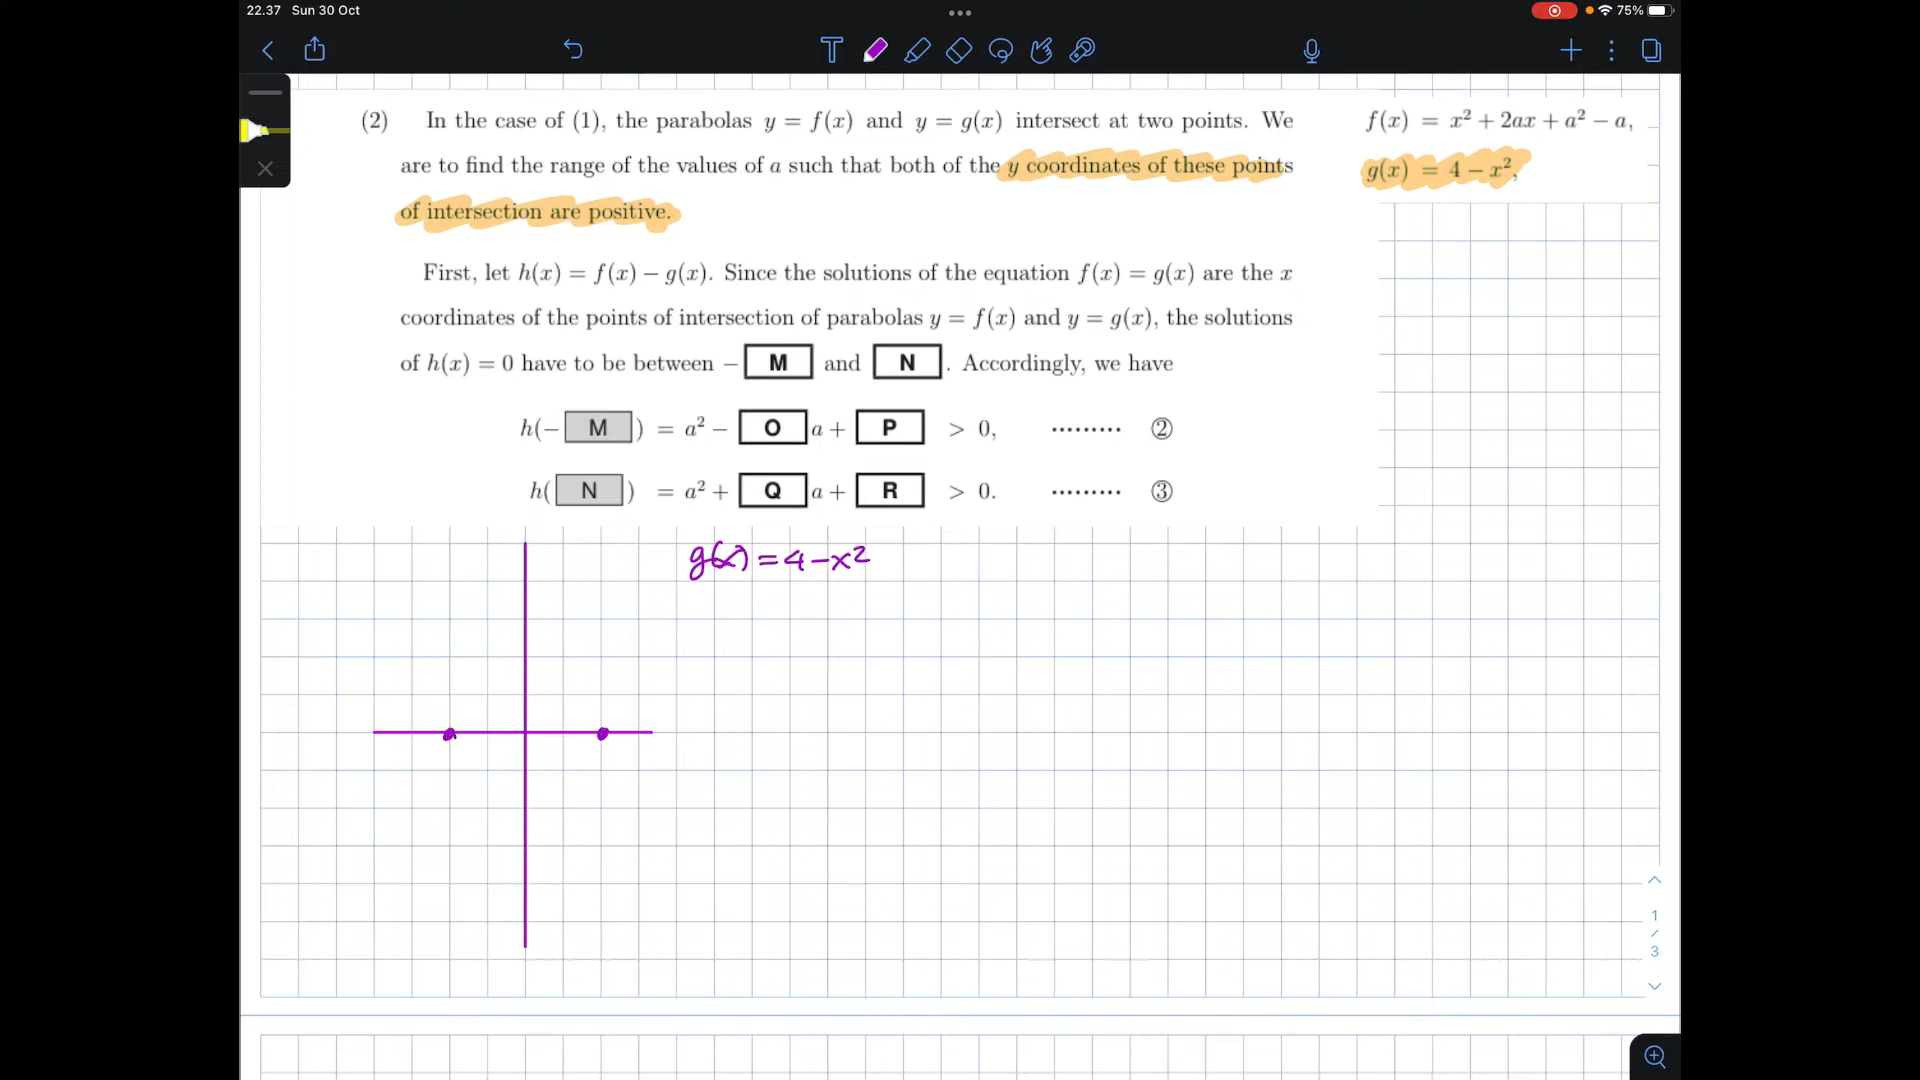 22.37 Sun 30 Oct
75%
(2) In the case of (1), the parabolas y = f(x) and y = g(x) intersect at two points. We
are to find the range of the values of a such that both of the y coordinates of these points
of intersection are positive.
f(x) = x² + 2ax + a² − a,
g(x) = 4 − x²,
First, let h(x) = f(x) − g(x). Since the solutions of the equation f(x) = g(x) are the x
coordinates of the points of intersection of parabolas y = f(x) and y = g(x), the solutions
of h(x) = 0 have to be between − M and N . Accordingly, we have
h(− M ) = a² − O a + P > 0, ········· ②
h( N ) = a² + Q a + R > 0. ········· ③
g(x) = 4 − x²
1
/
3